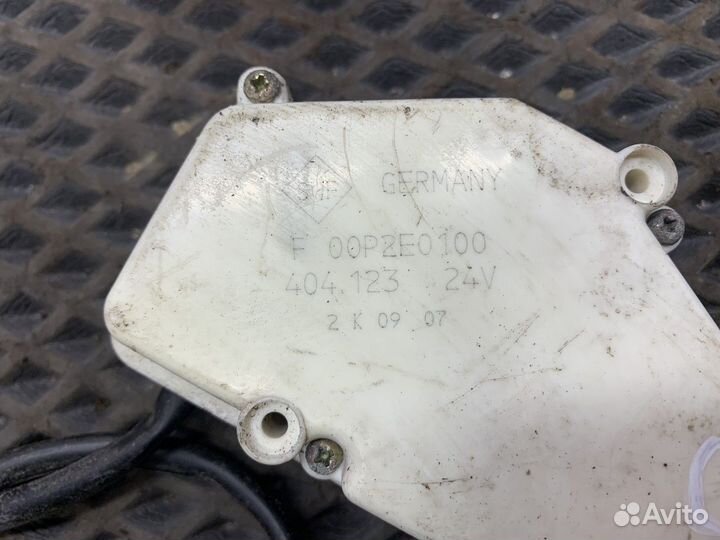 GERMANY
F 00P2E0100
404.123 24V
2 K 09 07
Avito